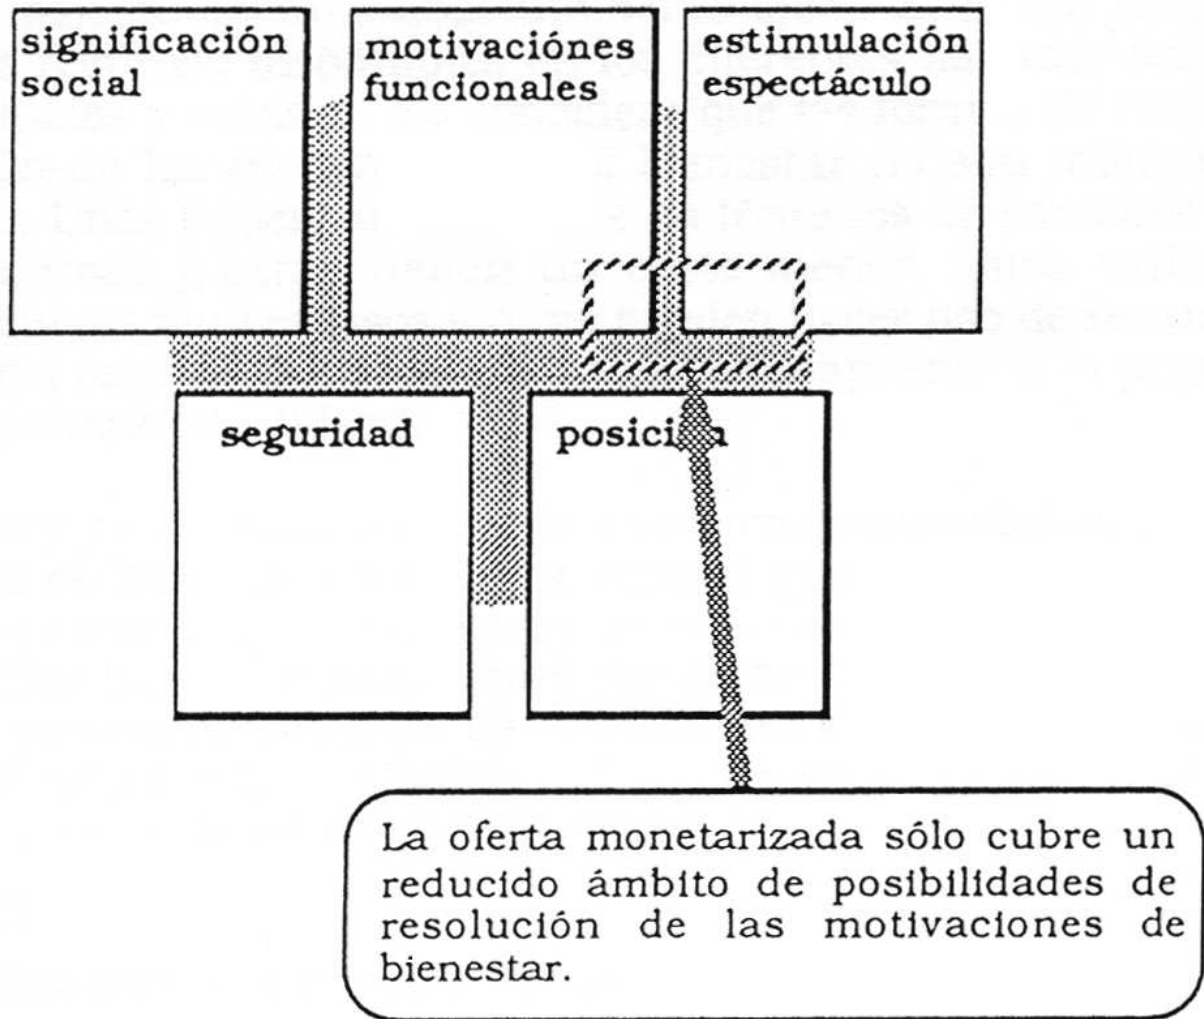 significación
social
motivaciónes
funcionales
estimulación
espectáculo
seguridad
posición
La oferta monetarizada sólo cubre un
reducido ámbito de posibilidades de
resolución de las motivaciones de
bienestar.